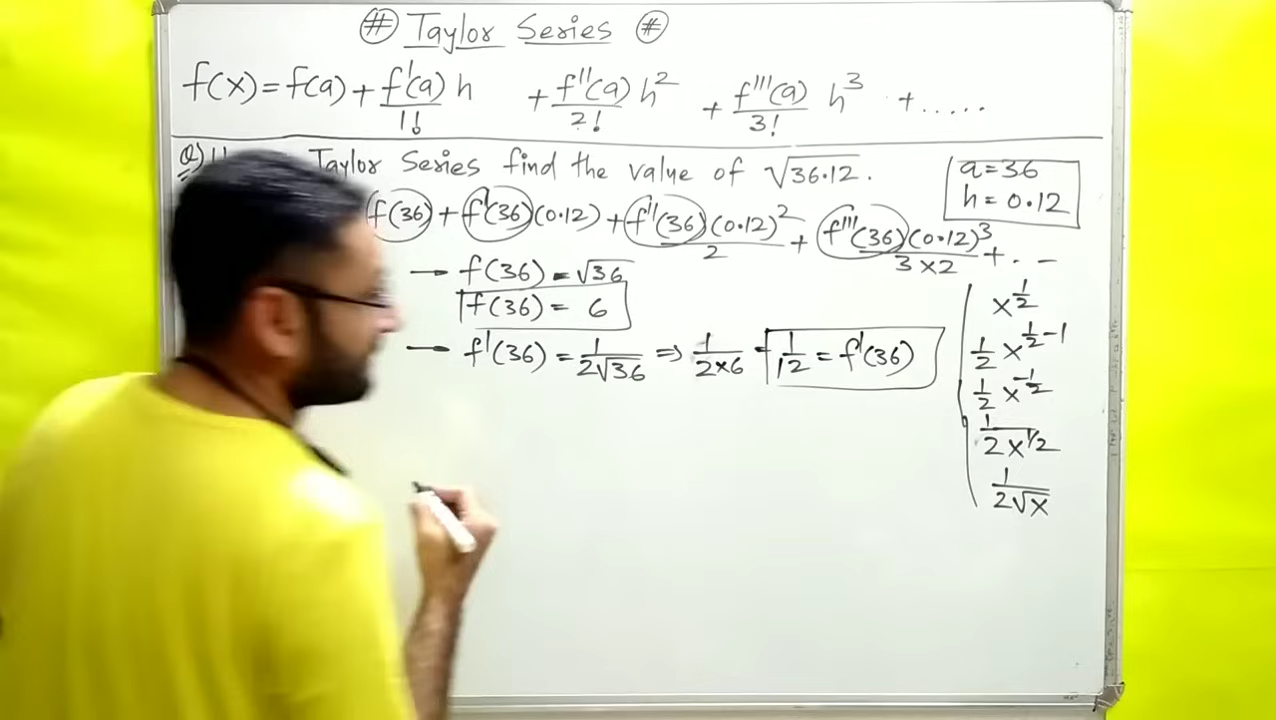 # Taylor Series #
f(x)=f(a)+f'(a)/1! h + f''(a)/2! h² + f'''(a)/3! h³ + .....
Q) Taylor Series find the value of √36.12.
a=36
h=0.12
f(36)+f'(36)(0.12)+f''(36)(0.12)²/2 + f'''(36)(0.12)³/3×2 + . . -
→ f(36) = √36
f(36) = 6
→ f'(36) = 1/2√36 ⇒ 1/2×6 = 1/12 = f'(36)
x^1/2
1/2 x^1/2-1
1/2 x^-1/2
1/2x^1/2
1/2√x